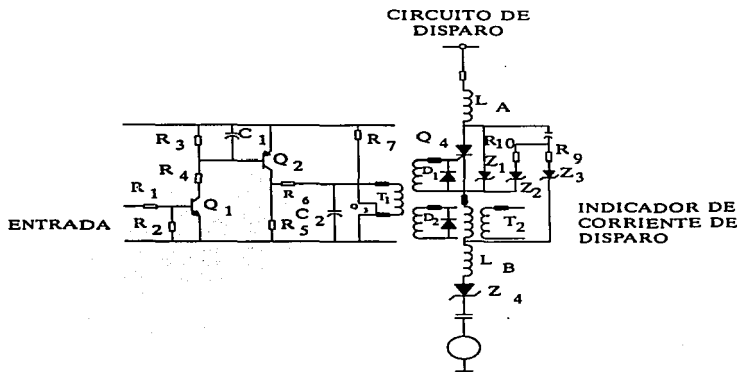 CIRCUITO DE
DISPARO
L A
R 3
C 1
R 7
Q 4
R 10
R 9
Q 2
D 1
Z 1
Z 2
Z 3
R 4
R 1
R 6
T 1
Q 1
C 2
ENTRADA
R 2
R 5
D 2
T 2
INDICADOR DE
CORRIENTE DE
DISPARO
L B
Z 4